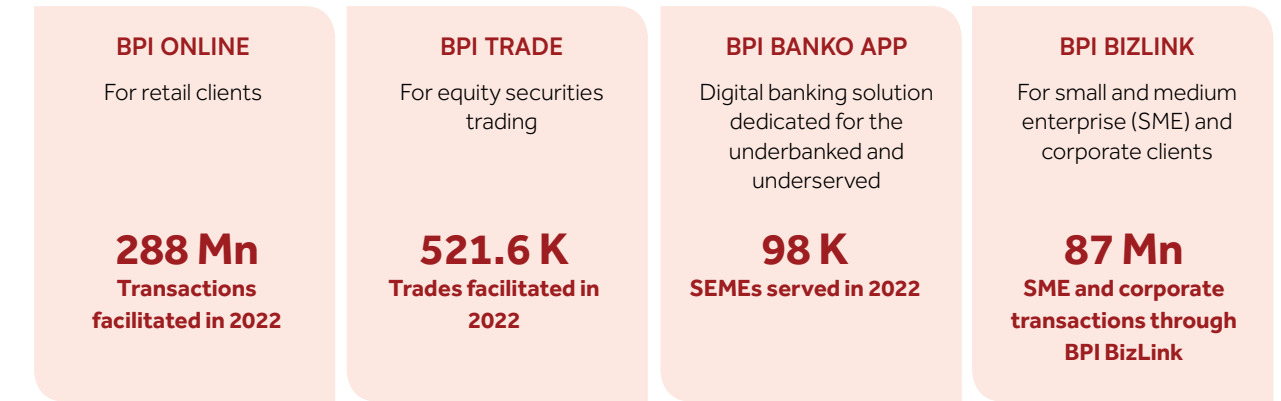 BPI ONLINE
For retail clients
288 Mn
Transactions
facilitated in 2022
BPI TRADE
For equity securities
trading
521.6 K
Trades facilitated in
2022
BPI BANKO APP
Digital banking solution
dedicated for the
underbanked and
underserved
98 K
SEMEs served in 2022
BPI BIZLINK
For small and medium
enterprise (SME) and
corporate clients
87 Mn
SME and corporate
transactions through
BPI BizLink